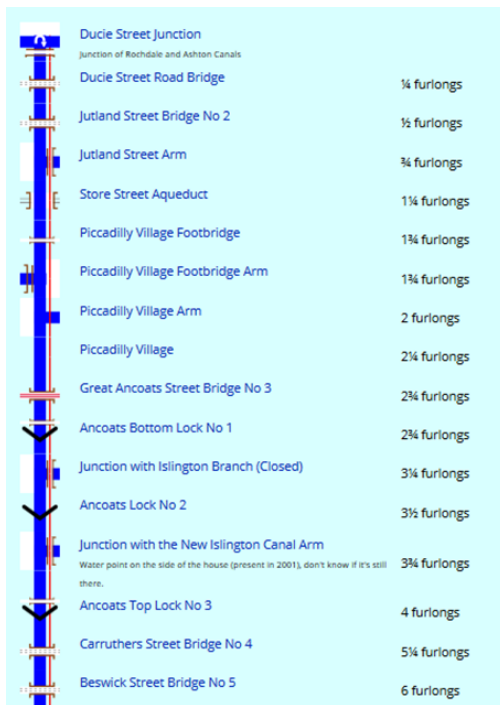 Ducie Street Junction
Junction of Rochdale and Ashton Canals
Ducie Street Road Bridge ¼ furlongs
Jutland Street Bridge No 2 ½ furlongs
Jutland Street Arm ¾ furlongs
Store Street Aqueduct 1¼ furlongs
Piccadilly Village Footbridge 1¾ furlongs
Piccadilly Village Footbridge Arm 1¾ furlongs
Piccadilly Village Arm 2 furlongs
Piccadilly Village 2¼ furlongs
Great Ancoats Street Bridge No 3 2¾ furlongs
Ancoats Bottom Lock No 1 2¾ furlongs
Junction with Islington Branch (Closed) 3¼ furlongs
Ancoats Lock No 2 3½ furlongs
Junction with the New Islington Canal Arm 3¾ furlongs
Water point on the side of the house (present in 2001), don't know if it's still
there.
Ancoats Top Lock No 3 4 furlongs
Carruthers Street Bridge No 4 5¼ furlongs
Beswick Street Bridge No 5 6 furlongs